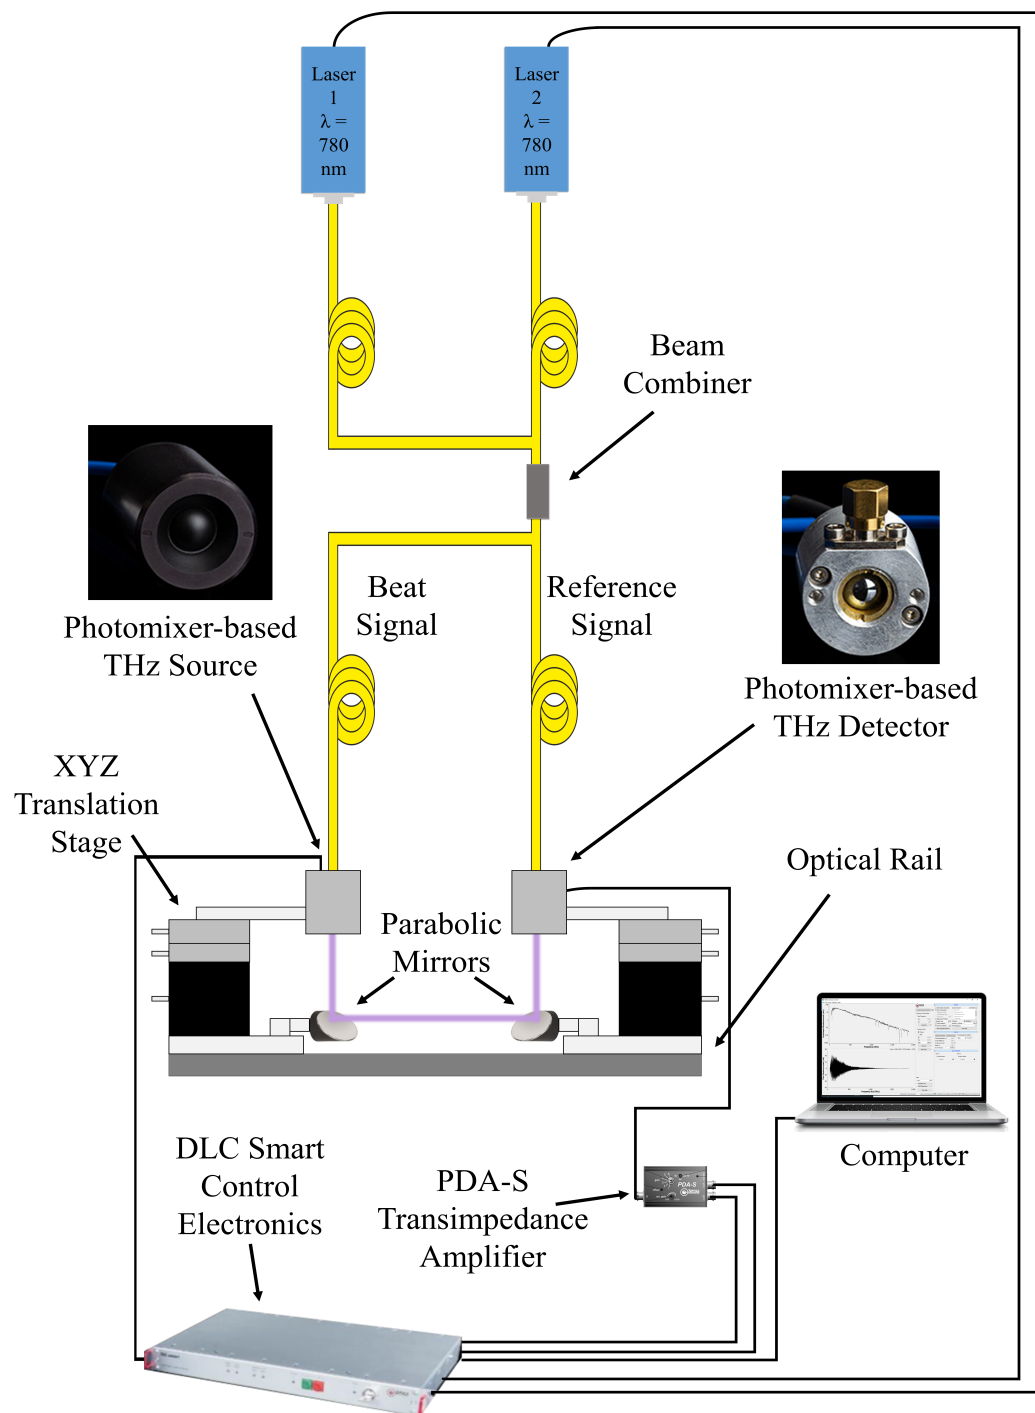 Laser
1
λ =
780
nm
Laser
2
λ =
780
nm
Beam
Combiner
Photomixer-based
THz Source
Beat
Signal
Reference
Signal
Photomixer-based
THz Detector
XYZ
Translation
Stage
Optical Rail
Parabolic
Mirrors
Computer
DLC Smart
Control
Electronics
PDA-S
Transimpedance
Amplifier
PDA-S